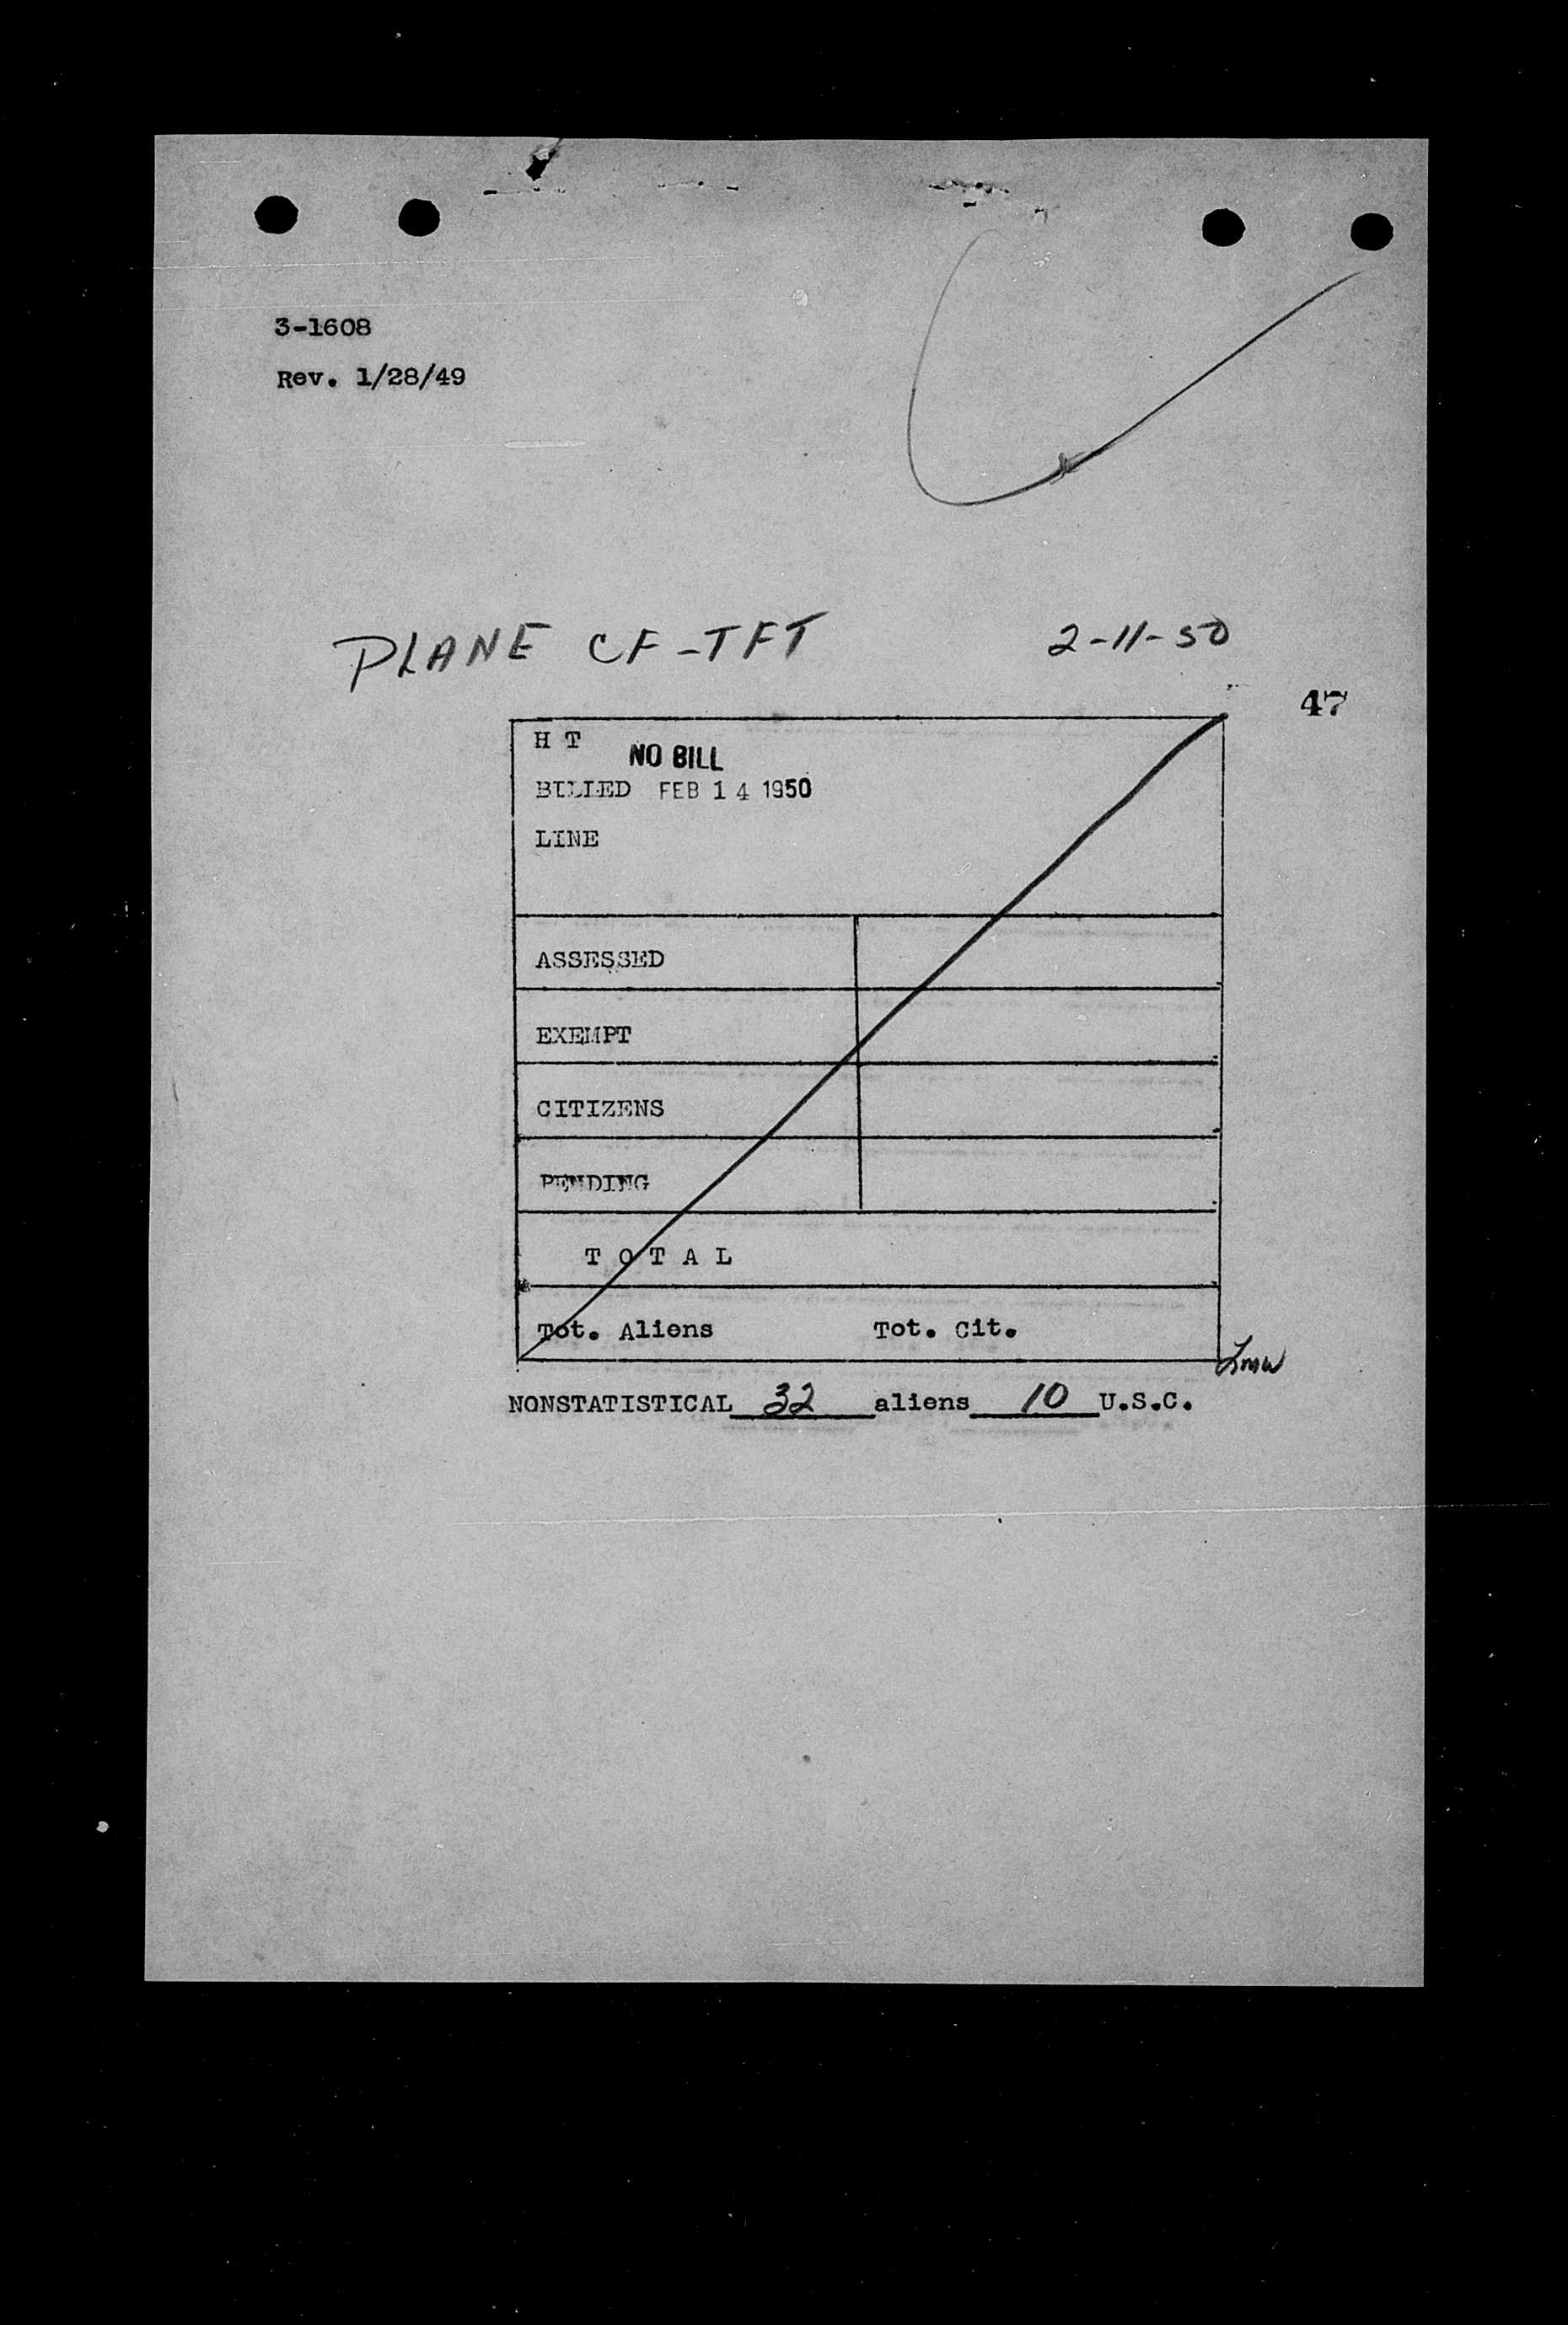 3-1608
Rev. 1/28/49
PLANE CF-TFT 2-11-50
47
H T
NO BILL
BILLED FEB 14 1950
LINE
ASSESSED
EXEMPT
CITIZENS
PENDING
T O T A L
Tot. Aliens Tot. Cit.
Lmw
NONSTATISTICAL 32 aliens 10 U.S.C.